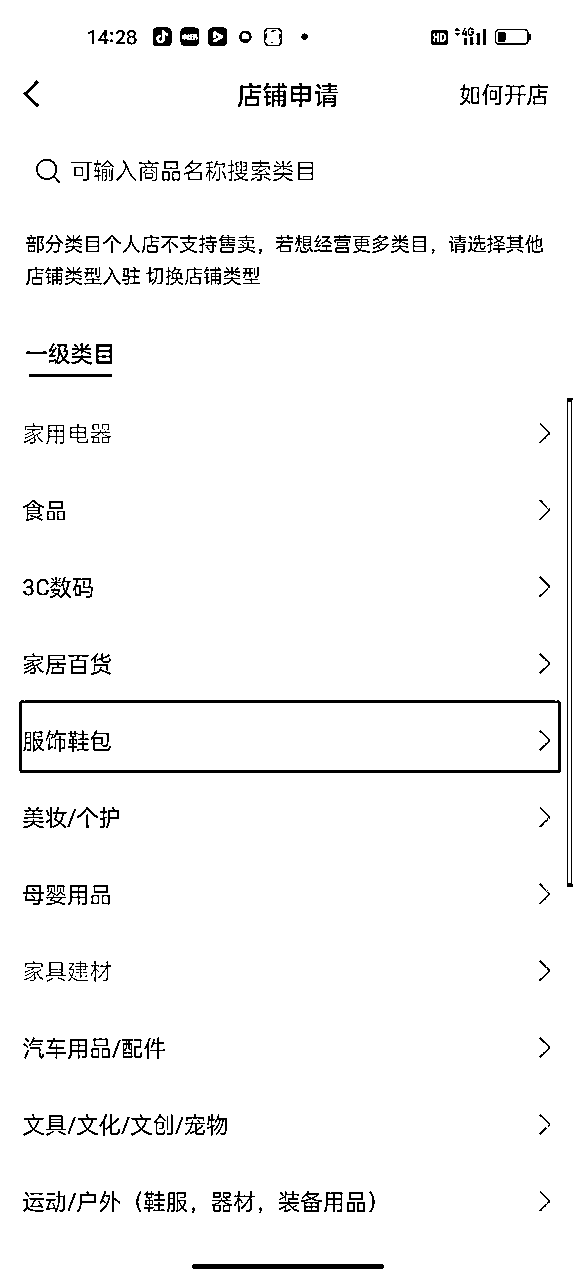 14:28 HD 4G
店铺申请 如何开店
可输入商品名称搜索类目
部分类目个人店不支持售卖，若想经营更多类目，请选择其他
店铺类型入驻 切换店铺类型
一级类目
家用电器
食品
3C数码
家居百货
服饰鞋包
美妆/个护
母婴用品
家具建材
汽车用品/配件
文具/文化/文创/宠物
运动/户外（鞋服，器材，装备用品）